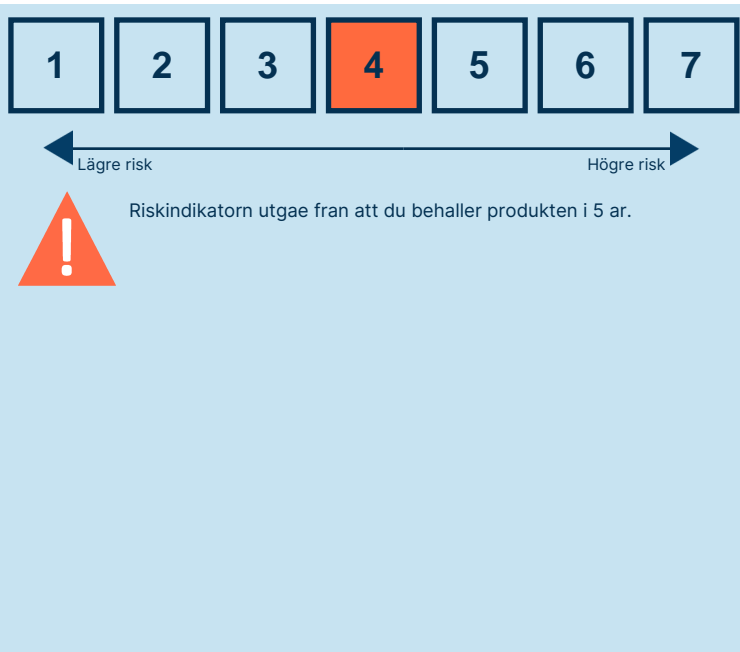 1 2 3 4 5 6 7
Lägre risk Högre risk
!
Riskindikatorn utgae fran att du behaller produkten i 5 ar.